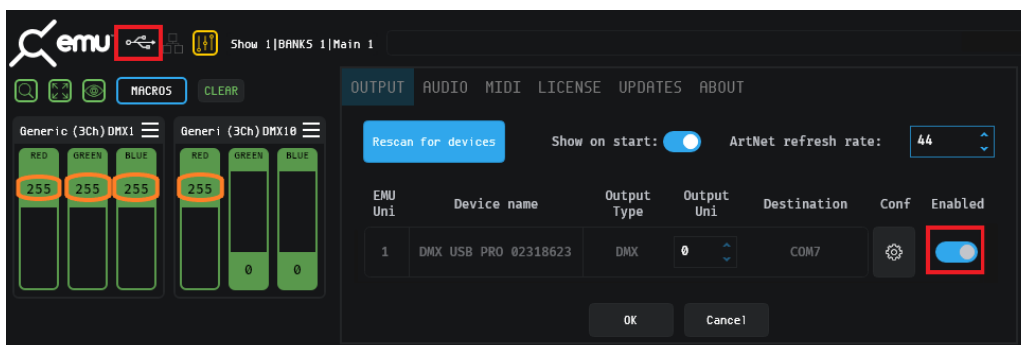 emu Show 1|BANKS 1|Main 1
MACROS CLEAR
OUTPUT AUDIO MIDI LICENSE UPDATES ABOUT
Generic (3Ch) DMX1 Generi (3Ch) DMX10
RED GREEN BLUE RED GREEN BLUE
255 255 255 255
0 0
Rescan for devices Show on start: ArtNet refresh rate: 44
EMU Uni Device name Output Type Output Uni Destination Conf Enabled
1 DMX USB PRO 02318623 DMX 0 COM7
OK Cancel